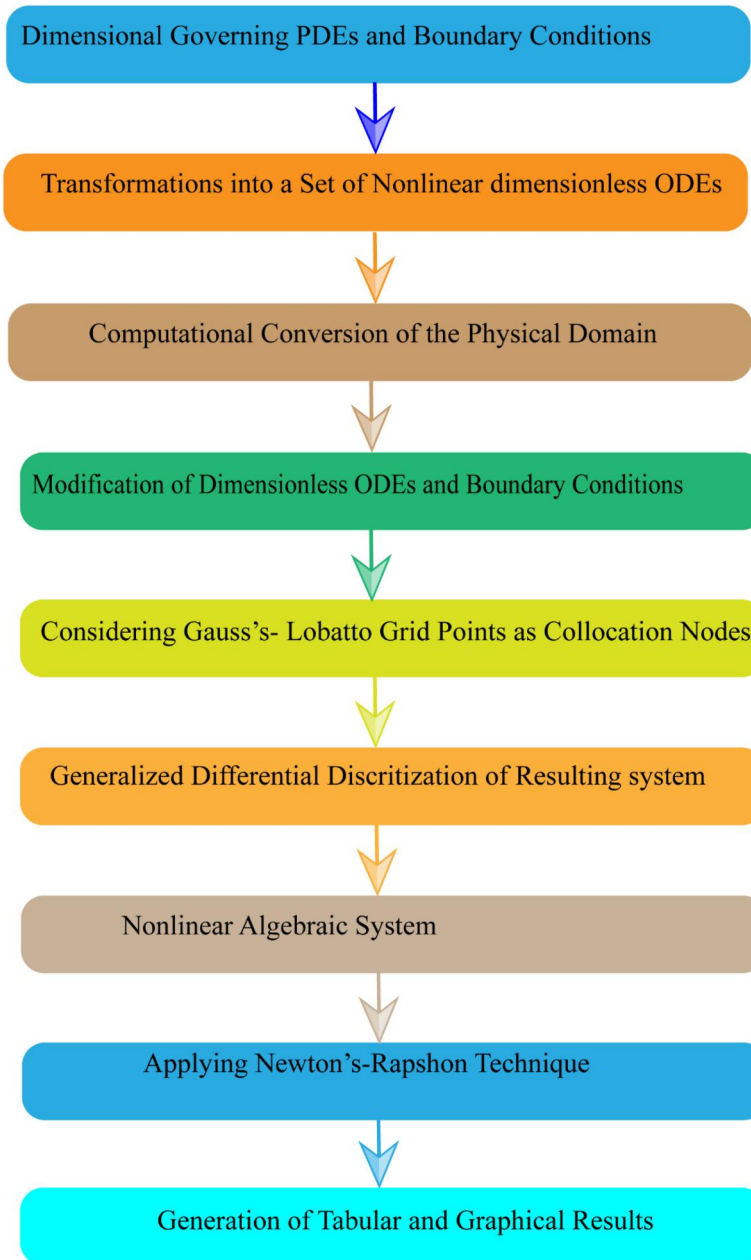 Dimensional Governing PDEs and Boundary Conditions
Transformations into a Set of Nonlinear dimensionless ODEs
Computational Conversion of the Physical Domain
Modification of Dimensionless ODEs and Boundary Conditions
Considering Gauss’s- Lobatto Grid Points as Collocation Nodes
Generalized Differential Discritization of Resulting system
Nonlinear Algebraic System
Applying Newton’s-Rapshon Technique
Generation of Tabular and Graphical Results